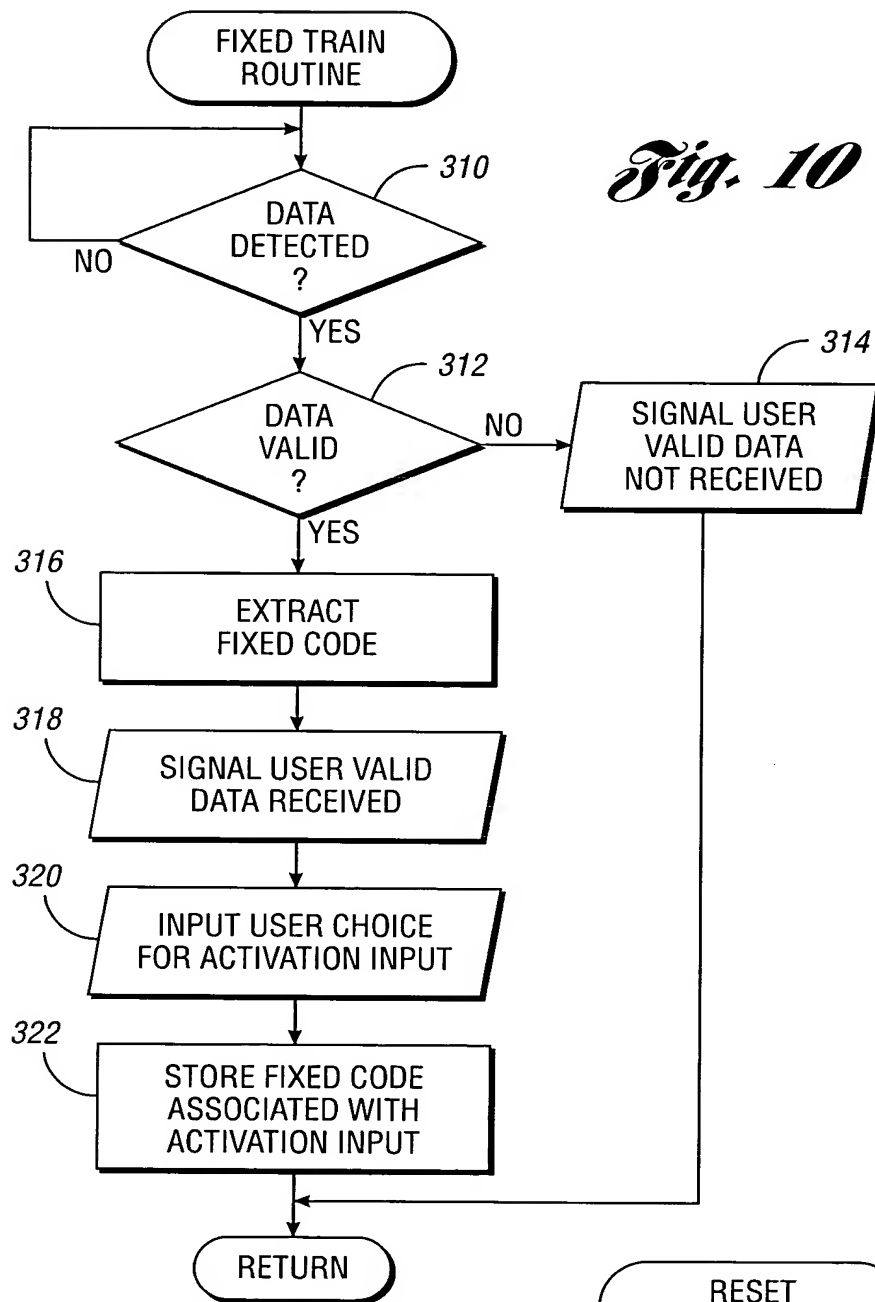 FIXED TRAIN
ROUTINE
Fig. 10
310
DATA
DETECTED
?
NO
YES
312
DATA
VALID
?
NO
314
SIGNAL USER
VALID DATA
NOT RECEIVED
YES
316
EXTRACT
FIXED CODE
318
SIGNAL USER VALID
DATA RECEIVED
320
INPUT USER CHOICE
FOR ACTIVATION INPUT
322
STORE FIXED CODE
ASSOCIATED WITH
ACTIVATION INPUT
RETURN
RESET